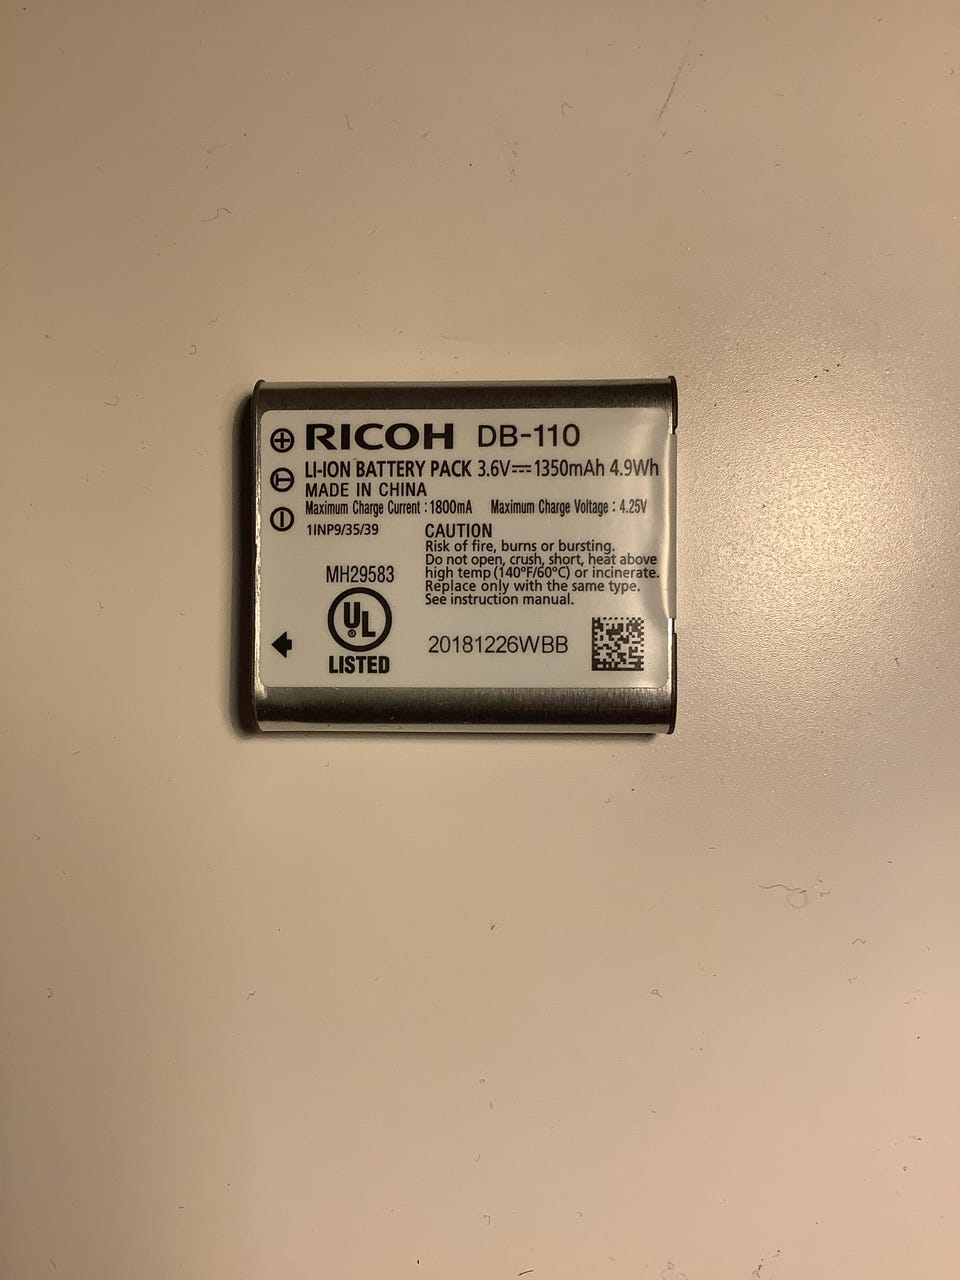 RICOH DB-110
LI-ION BATTERY PACK 3.6V⎓1350mAh 4.9Wh
MADE IN CHINA
Maximum Charge Current : 1800mA Maximum Charge Voltage : 4.25V
1INP9/35/39
CAUTION
Risk of fire, burns or bursting.
Do not open, crush, short, heat above
high temp (140°F/60°C) or incinerate.
Replace only with the same type.
See instruction manual.
MH29583
UL®
LISTED
20181226WBB